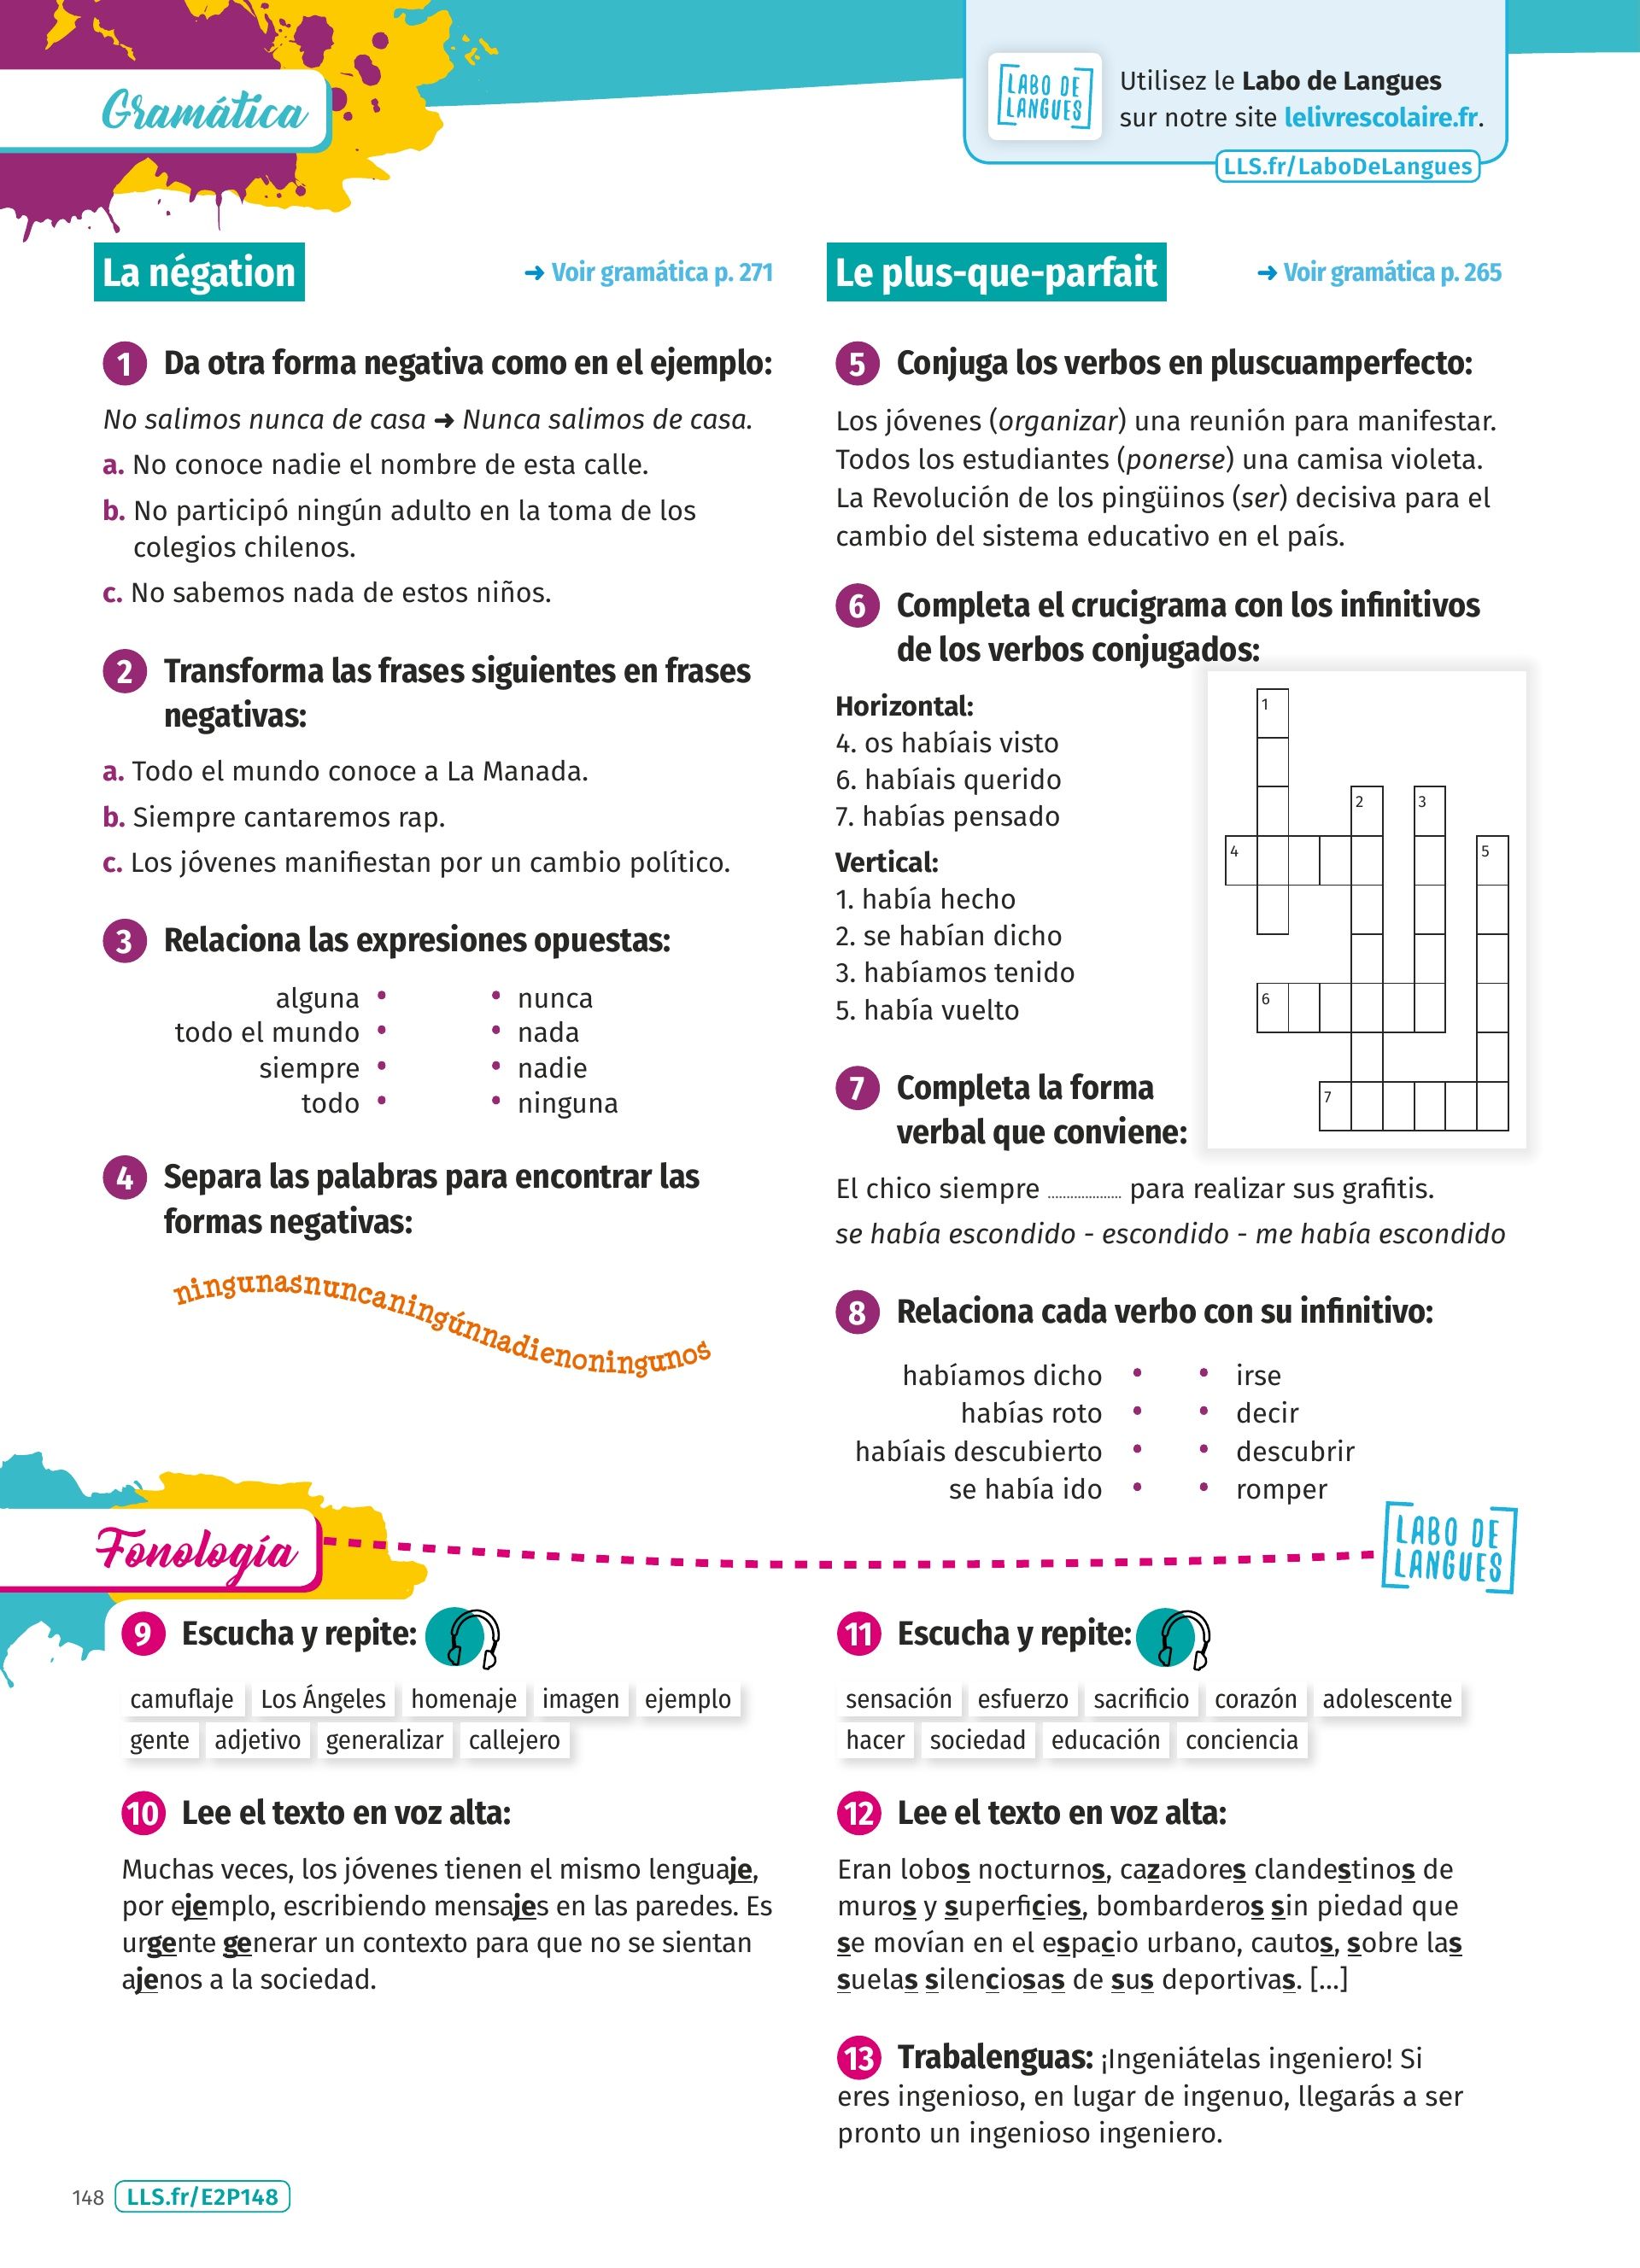 Gramática
LABO DE
LANGUES
Utilisez le Labo de Langues
sur notre site lelivrescolaire.fr.
LLS.fr/LaboDeLangues
La négation
➜ Voir gramática p. 271
1 Da otra forma negativa como en el ejemplo:
No salimos nunca de casa ➜ Nunca salimos de casa.
a. No conoce nadie el nombre de esta calle.
b. No participó ningún adulto en la toma de los
colegios chilenos.
c. No sabemos nada de estos niños.
2 Transforma las frases siguientes en frases
negativas:
a. Todo el mundo conoce a La Manada.
b. Siempre cantaremos rap.
c. Los jóvenes manifiestan por un cambio político.
3 Relaciona las expresiones opuestas:
alguna • • nunca
todo el mundo • • nada
siempre • • nadie
todo • • ninguna
4 Separa las palabras para encontrar las
formas negativas:
ningunasnuncaningúnnadienoningunos
Le plus-que-parfait
➜ Voir gramática p. 265
5 Conjuga los verbos en pluscuamperfecto:
Los jóvenes (organizar) una reunión para manifestar.
Todos los estudiantes (ponerse) una camisa violeta.
La Revolución de los pingüinos (ser) decisiva para el
cambio del sistema educativo en el país.
6 Completa el crucigrama con los infinitivos
de los verbos conjugados:
Horizontal:
4. os habíais visto
6. habíais querido
7. habías pensado
Vertical:
1. había hecho
2. se habían dicho
3. habíamos tenido
5. había vuelto
1
2 3
4 5
6
7
7 Completa la forma
verbal que conviene:
El chico siempre .................... para realizar sus grafitis.
se había escondido - escondido - me había escondido
8 Relaciona cada verbo con su infinitivo:
habíamos dicho • • irse
habías roto • • decir
habíais descubierto • • descubrir
se había ido • • romper
Fonología
LABO DE
LANGUES
9 Escucha y repite:
camuflaje Los Ángeles homenaje imagen ejemplo
gente adjetivo generalizar callejero
10 Lee el texto en voz alta:
Muchas veces, los jóvenes tienen el mismo lenguaje,
por ejemplo, escribiendo mensajes en las paredes. Es
urgente generar un contexto para que no se sientan
ajenos a la sociedad.
11 Escucha y repite:
sensación esfuerzo sacrificio corazón adolescente
hacer sociedad educación conciencia
12 Lee el texto en voz alta:
Eran lobos nocturnos, cazadores clandestinos de
muros y superficies, bombarderos sin piedad que
se movían en el espacio urbano, cautos, sobre las
suelas silenciosas de sus deportivas. [...]
13 Trabalenguas: ¡Ingeniátelas ingeniero! Si
eres ingenioso, en lugar de ingenuo, llegarás a ser
pronto un ingenioso ingeniero.
148 LLS.fr/E2P148